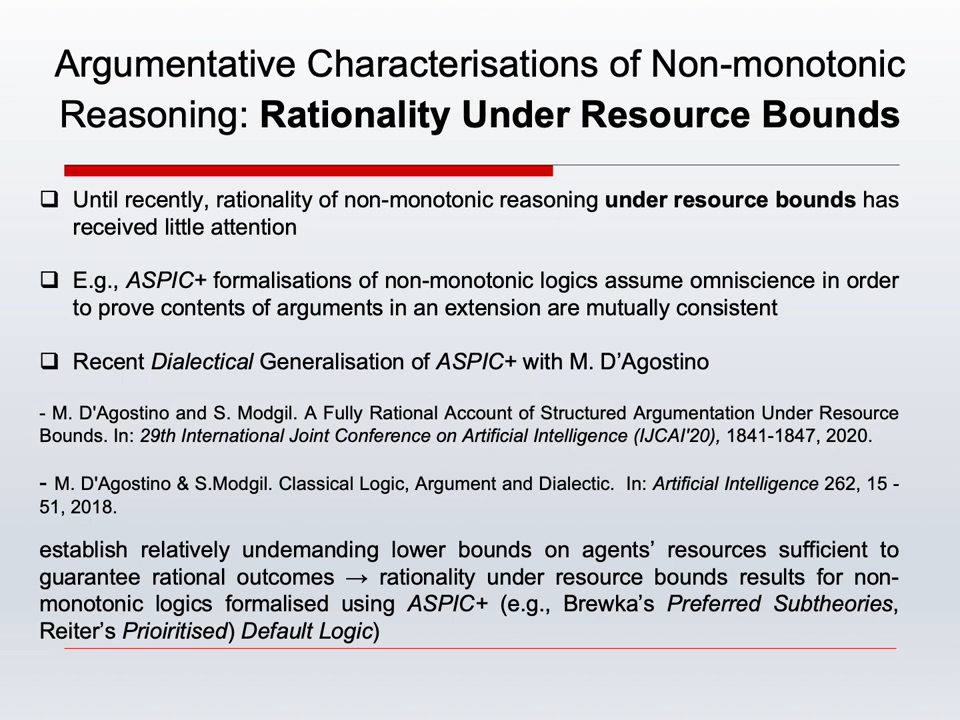 Argumentative Characterisations of Non-monotonic
Reasoning: Rationality Under Resource Bounds
❑ Until recently, rationality of non-monotonic reasoning under resource bounds has
received little attention
❑ E.g., ASPIC+ formalisations of non-monotonic logics assume omniscience in order
to prove contents of arguments in an extension are mutually consistent
❑ Recent Dialectical Generalisation of ASPIC+ with M. D’Agostino
- M. D'Agostino and S. Modgil. A Fully Rational Account of Structured Argumentation Under Resource
Bounds. In: 29th International Joint Conference on Artificial Intelligence (IJCAI'20), 1841-1847, 2020.
- M. D'Agostino & S.Modgil. Classical Logic, Argument and Dialectic. In: Artificial Intelligence 262, 15 -
51, 2018.
establish relatively undemanding lower bounds on agents’ resources sufficient to
guarantee rational outcomes → rationality under resource bounds results for non-
monotonic logics formalised using ASPIC+ (e.g., Brewka’s Preferred Subtheories,
Reiter’s Prioiritised) Default Logic)